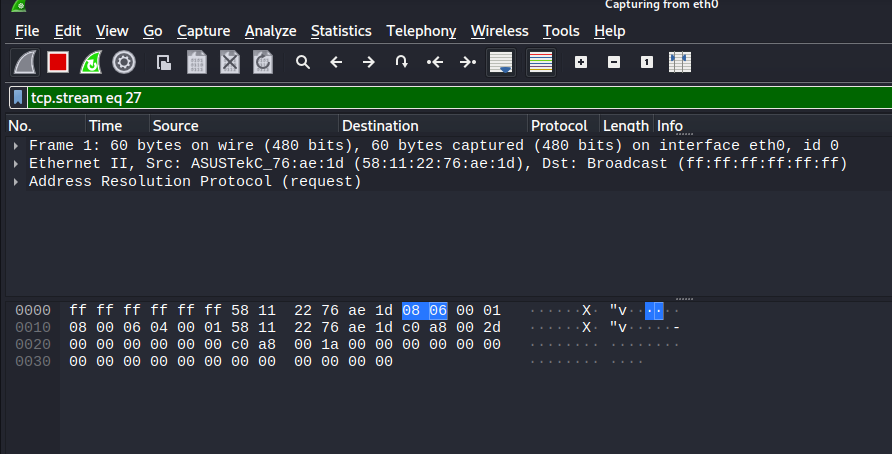 Capturing from eth0
File Edit View Go Capture Analyze Statistics Telephony Wireless Tools Help
tcp.stream eq 27
No. Time Source Destination Protocol Length Info
Frame 1: 60 bytes on wire (480 bits), 60 bytes captured (480 bits) on interface eth0, id 0
Ethernet II, Src: ASUSTekC_76:ae:1d (58:11:22:76:ae:1d), Dst: Broadcast (ff:ff:ff:ff:ff:ff)
Address Resolution Protocol (request)
0000 ff ff ff ff ff ff 58 11 22 76 ae 1d 08 06 00 01 ······X· "v······
0010 08 00 06 04 00 01 58 11 22 76 ae 1d c0 a8 00 2d ······X· "v·····-
0020 00 00 00 00 00 00 c0 a8 00 1a 00 00 00 00 00 00 ········ ········
0030 00 00 00 00 00 00 00 00 00 00 00 00 ········ ····